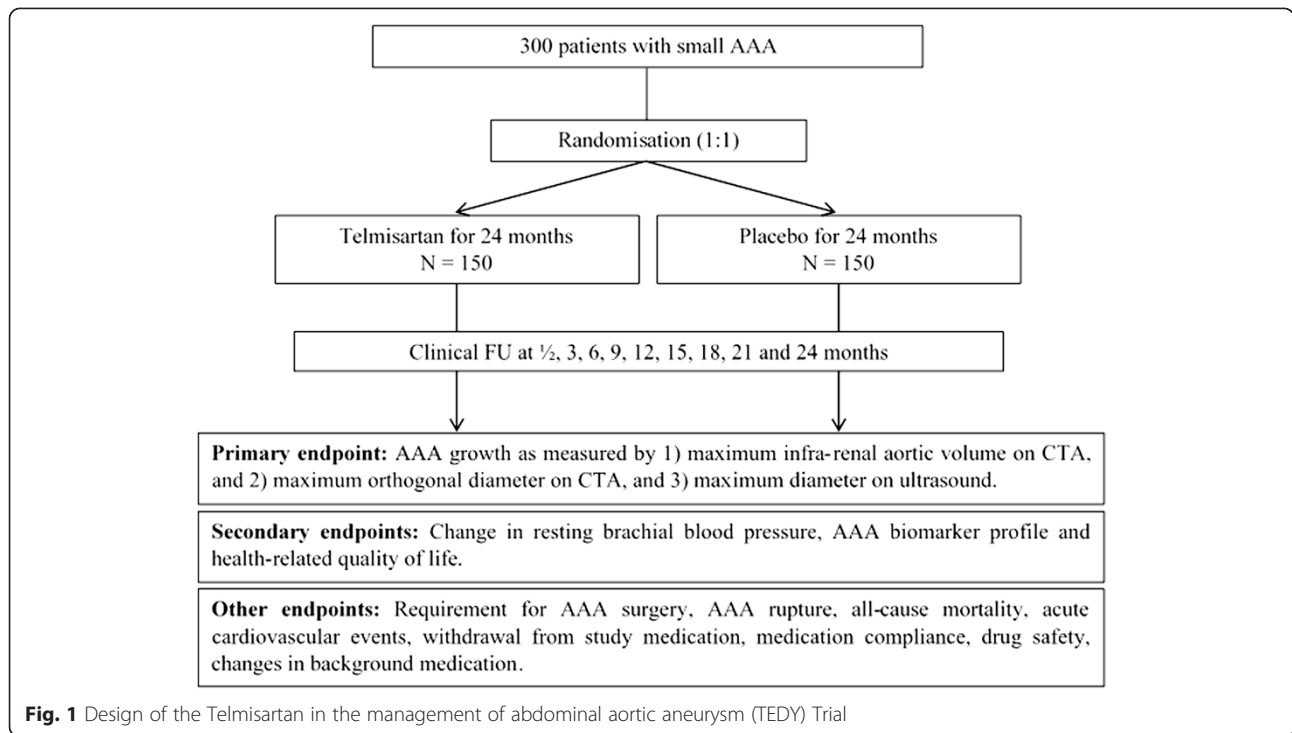 300 patients with small AAA
Randomisation (1:1)
Telmisartan for 24 months
N = 150
Placebo for 24 months
N = 150
Clinical FU at ½, 3, 6, 9, 12, 15, 18, 21 and 24 months
Primary endpoint: AAA growth as measured by 1) maximum infra-renal aortic volume on CTA,
and 2) maximum orthogonal diameter on CTA, and 3) maximum diameter on ultrasound.
Secondary endpoints: Change in resting brachial blood pressure, AAA biomarker profile and
health-related quality of life.
Other endpoints: Requirement for AAA surgery, AAA rupture, all-cause mortality, acute
cardiovascular events, withdrawal from study medication, medication compliance, drug safety,
changes in background medication.
Fig. 1 Design of the Telmisartan in the management of abdominal aortic aneurysm (TEDY) Trial